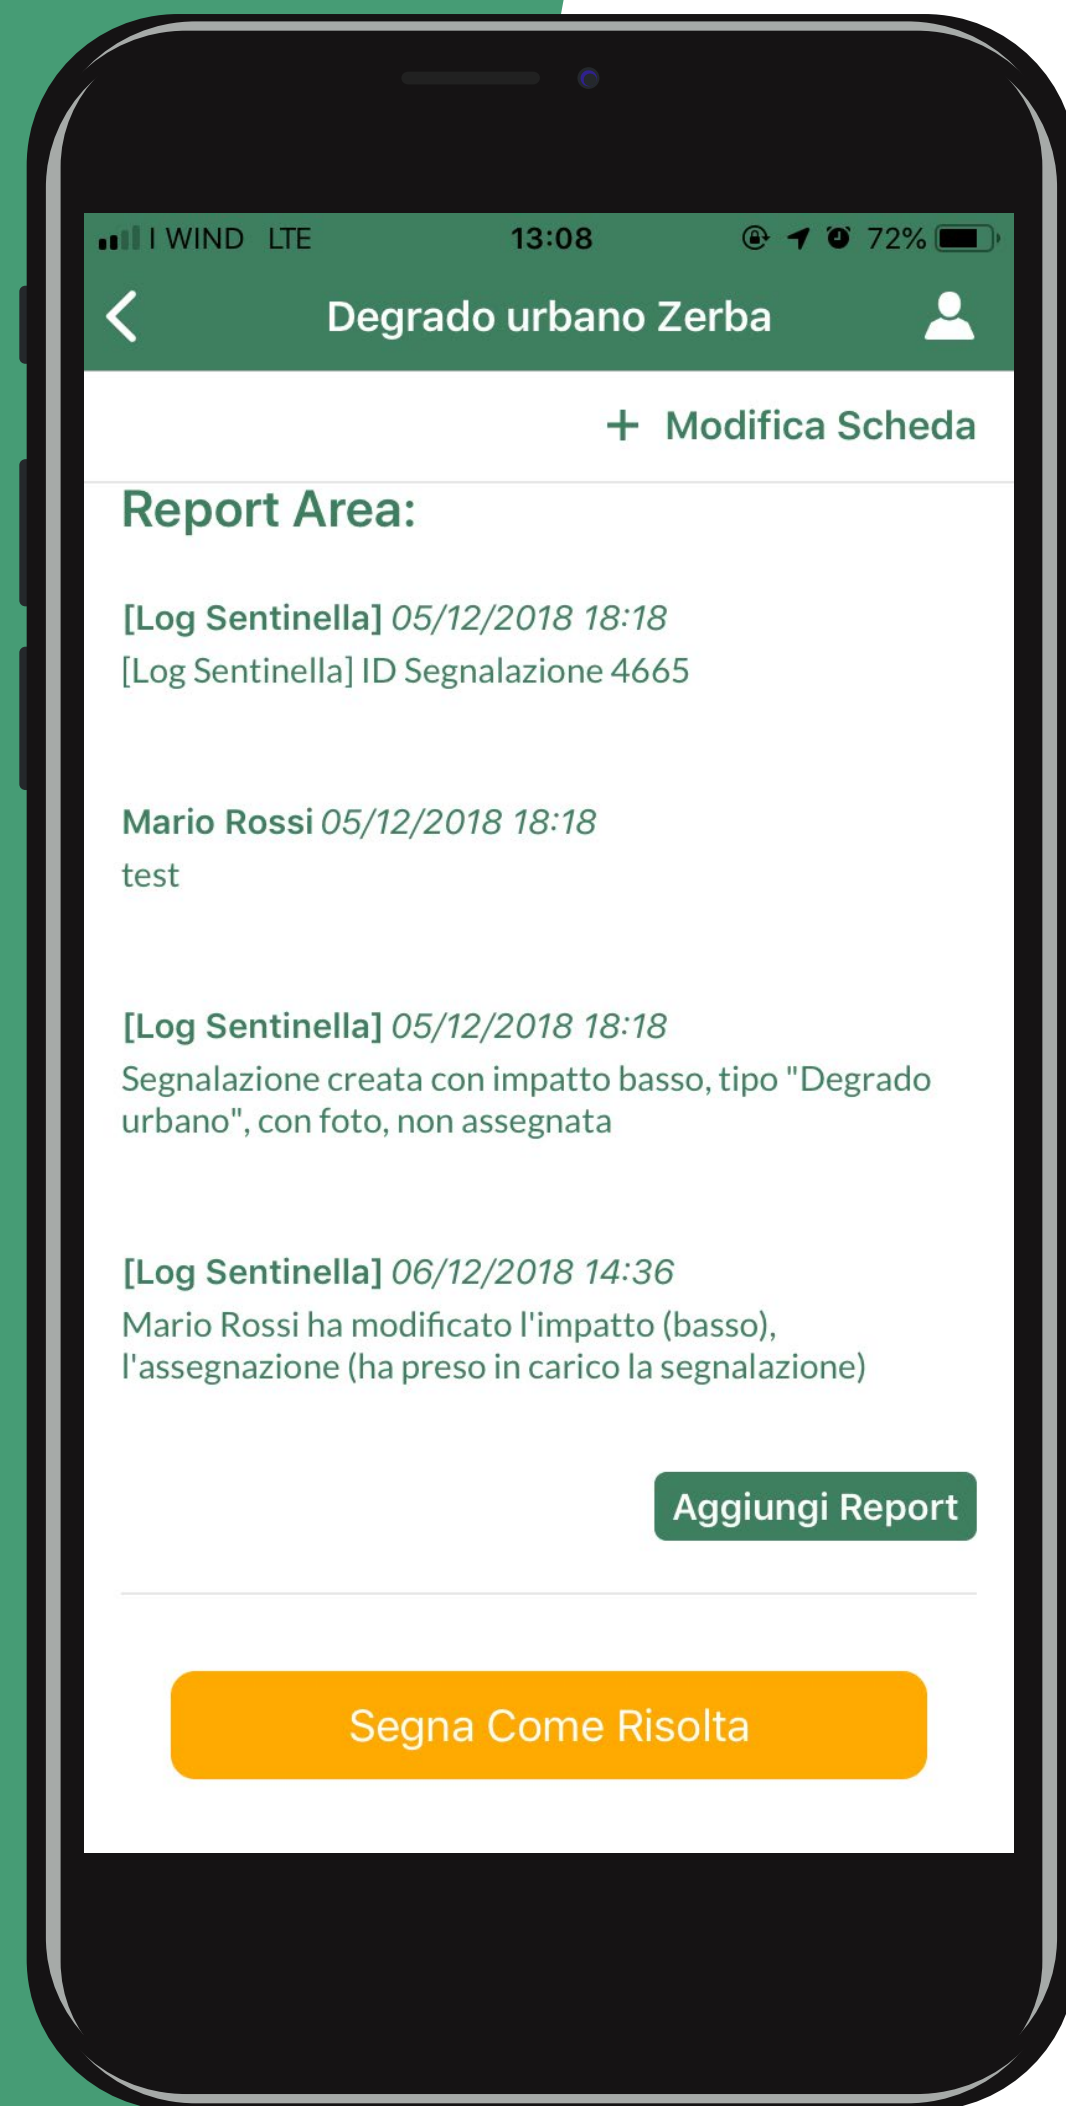 I WIND LTE 13:08 72%
Degrado urbano Zerba
+ Modifica Scheda
Report Area:
[Log Sentinella] 05/12/2018 18:18
[Log Sentinella] ID Segnalazione 4665
Mario Rossi 05/12/2018 18:18
test
[Log Sentinella] 05/12/2018 18:18
Segnalazione creata con impatto basso, tipo "Degrado
urbano", con foto, non assegnata
[Log Sentinella] 06/12/2018 14:36
Mario Rossi ha modificato l'impatto (basso),
l'assegnazione (ha preso in carico la segnalazione)
Aggiungi Report
Segna Come Risolta